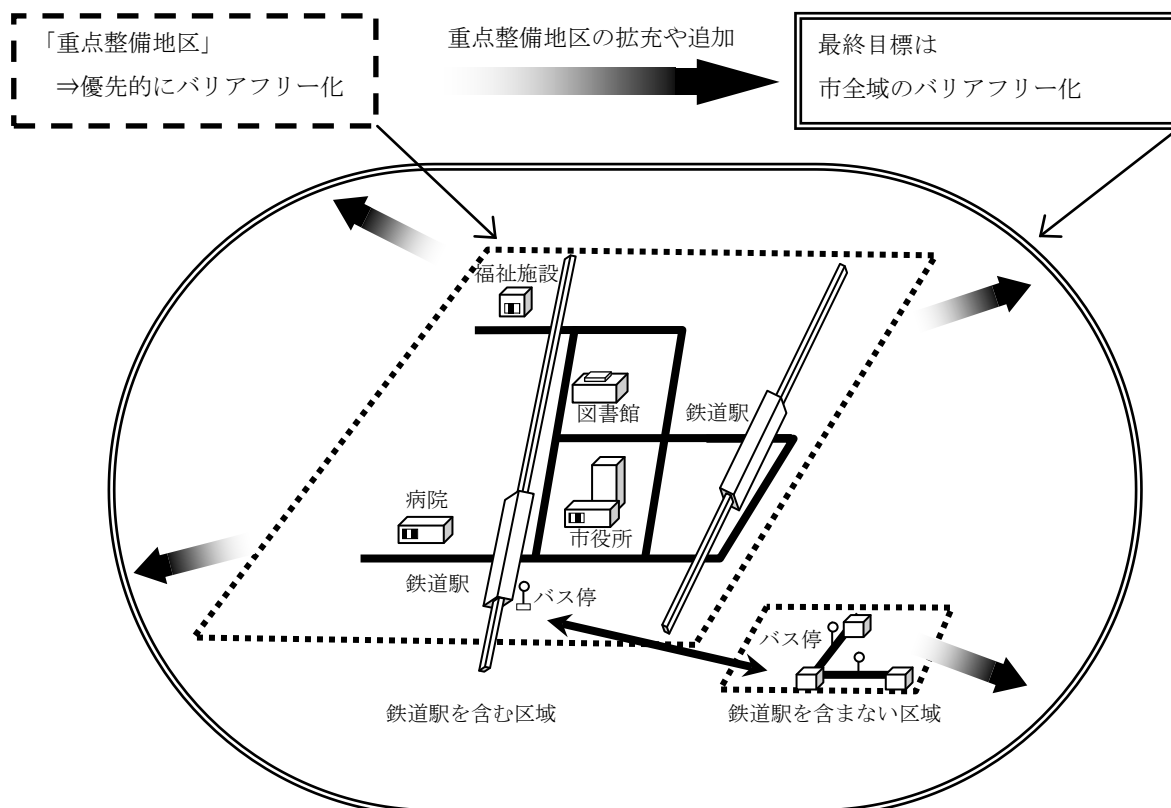 「重点整備地区」
⇒優先的にバリアフリー化
重点整備地区の拡充や追加
最終目標は
市全域のバリアフリー化
福祉施設
図書館
鉄道駅
病院
市役所
鉄道駅
バス停
バス停
鉄道駅を含む区域
鉄道駅を含まない区域